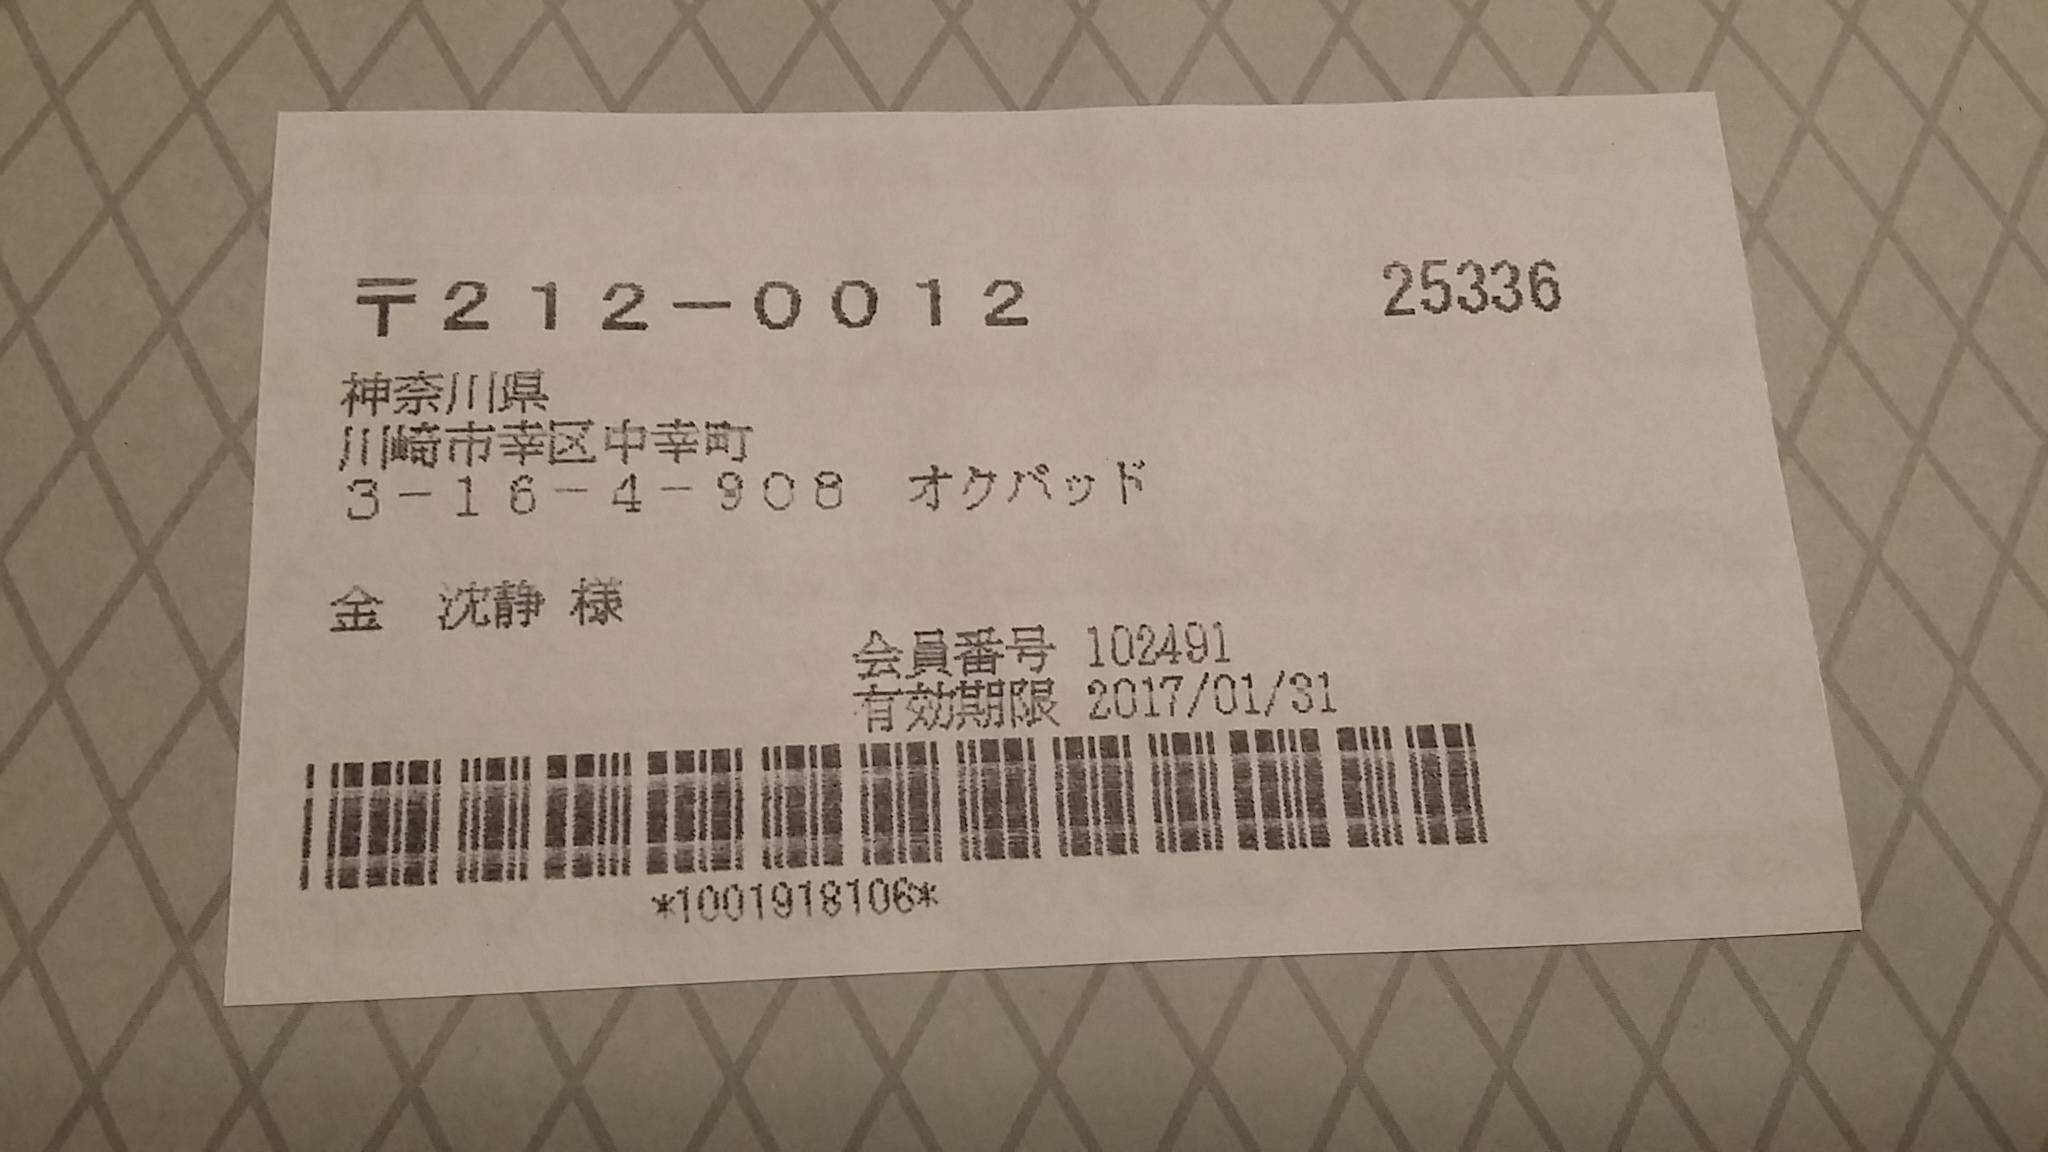 〒２１２－００１２
25336
神奈川県
川崎市幸区中幸町
３－１６－４－９０８　オケパッド
金　沈静 様
会員番号 102491
有効期限 2017/01/31
*1001918106*